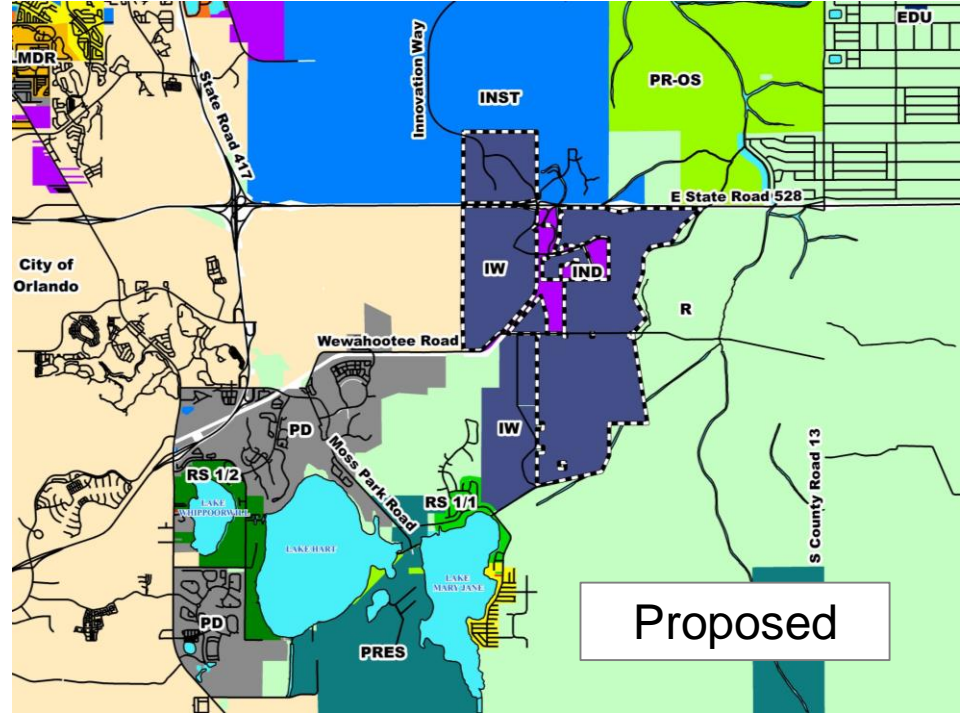 EDU
LMDR
State Road 417
Innovation Way
INST
PR-OS
E State Road 528
City of
Orlando
IW
IND
R
Wewahootee Road
PD
IW
Moss Park Road
S County Road 13
RS 1/2
RS 1/1
LAKE
WHIPPOORWILL
LAKE HART
LAKE
MARY JANE
PD
PRES
Proposed